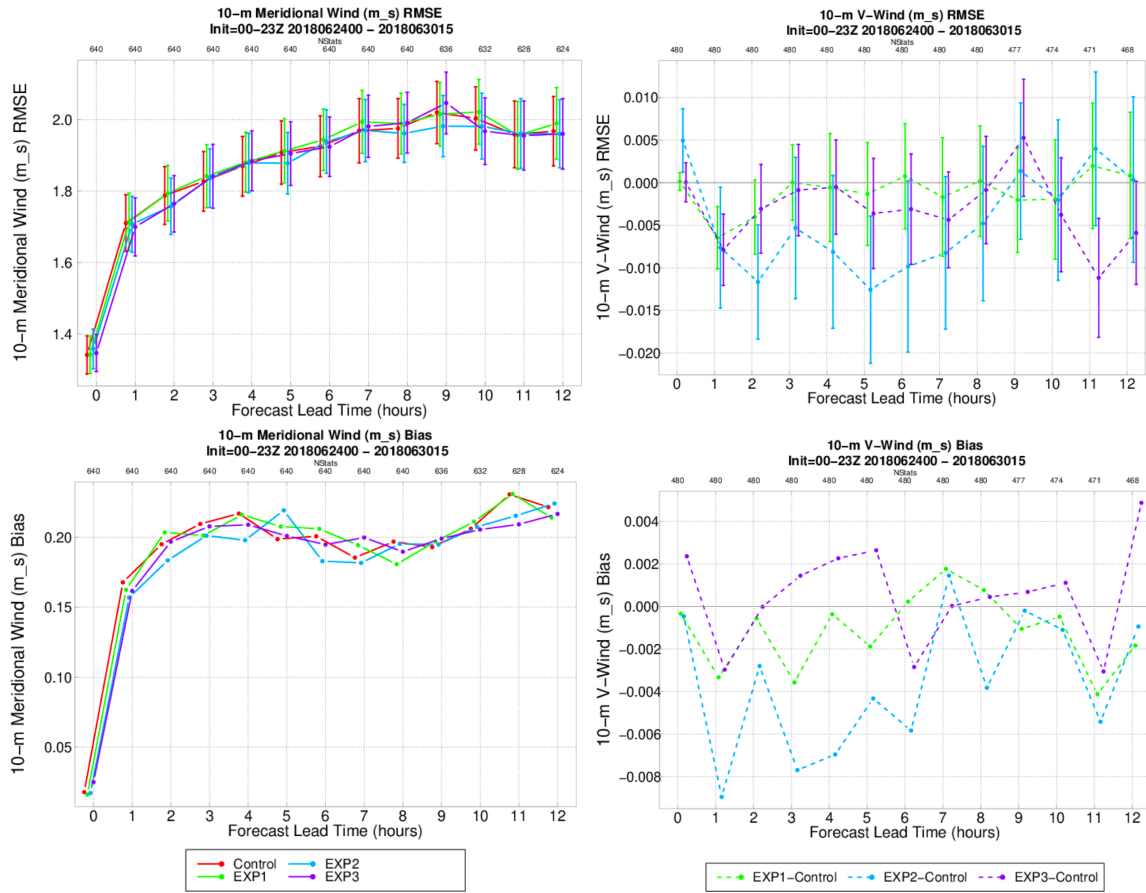 10-m Meridional Wind (m_s) RMSE
Init=00-23Z 2018062400 - 2018063015
NStats
640 640 640 640 640 640 640 640 640 636 632 628 624
10-m Meridional Wind (m_s) RMSE
2.0
1.8
1.6
1.4
0 1 2 3 4 5 6 7 8 9 10 11 12
Forecast Lead Time (hours)
10-m V-Wind (m_s) RMSE
Init=00-23Z 2018062400 - 2018063015
NStats
480 480 480 480 480 480 480 480 480 477 474 471 468
10-m V-Wind (m_s) RMSE
0.010
0.005
0.000
-0.005
-0.010
-0.015
-0.020
0 1 2 3 4 5 6 7 8 9 10 11 12
Forecast Lead Time (hours)
10-m Meridional Wind (m_s) Bias
Init=00-23Z 2018062400 - 2018063015
NStats
640 640 640 640 640 640 640 640 640 636 632 628 624
10-m Meridional Wind (m_s) Bias
0.20
0.15
0.10
0.05
0 1 2 3 4 5 6 7 8 9 10 11 12
Forecast Lead Time (hours)
Control EXP2
EXP1 EXP3
10-m V-Wind (m_s) Bias
Init=00-23Z 2018062400 - 2018063015
NStats
480 480 480 480 480 480 480 480 480 477 474 471 468
10-m V-Wind (m_s) Bias
0.004
0.002
0.000
-0.002
-0.004
-0.006
-0.008
0 1 2 3 4 5 6 7 8 9 10 11 12
Forecast Lead Time (hours)
EXP1-Control EXP2-Control EXP3-Control